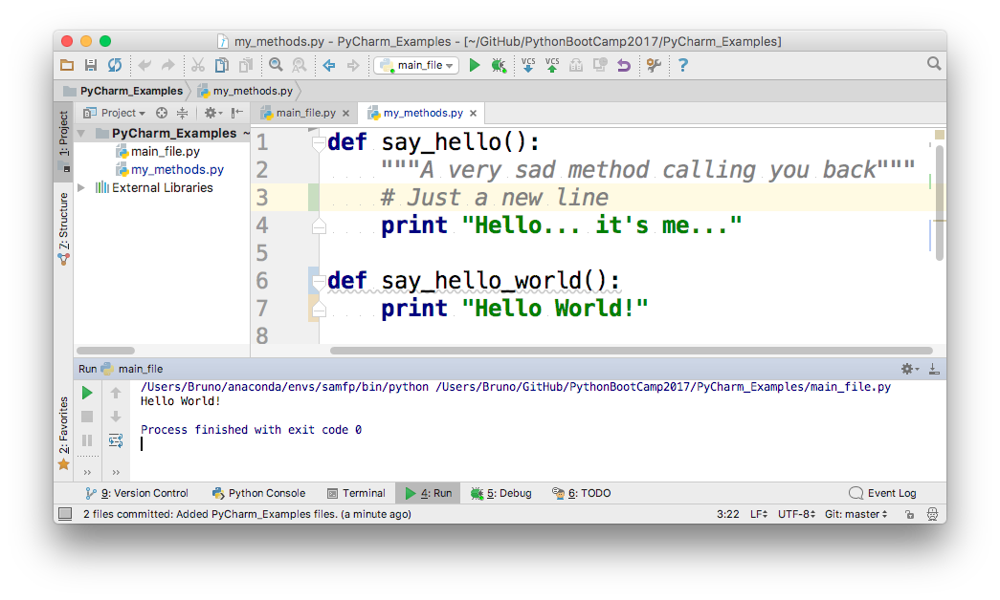 my_methods.py - PyCharm_Examples - [~/GitHub/PythonBootCamp2017/PyCharm_Examples]
VCS VCS
main_file
?
PyCharm_Examples my_methods.py
Project main_file.py × my_methods.py ×
1: Project
7: Structure
2: Favorites
PyCharm_Examples ~
main_file.py
my_methods.py
External Libraries
1 def say_hello():
2 """A very sad method calling you back"""
3 # Just a new line
4 print "Hello... it's me..."
5
6 def say_hello_world():
7 print "Hello World!"
8
Run main_file
/Users/Bruno/anaconda/envs/samfp/bin/python /Users/Bruno/GitHub/PythonBootCamp2017/PyCharm_Examples/main_file.py
Hello World!
Process finished with exit code 0
>> >>
9: Version Control Python Console Terminal 4: Run 5: Debug 6: TODO Event Log
2 files committed: Added PyCharm_Examples files. (a minute ago) 3:22 LF UTF-8 Git: master